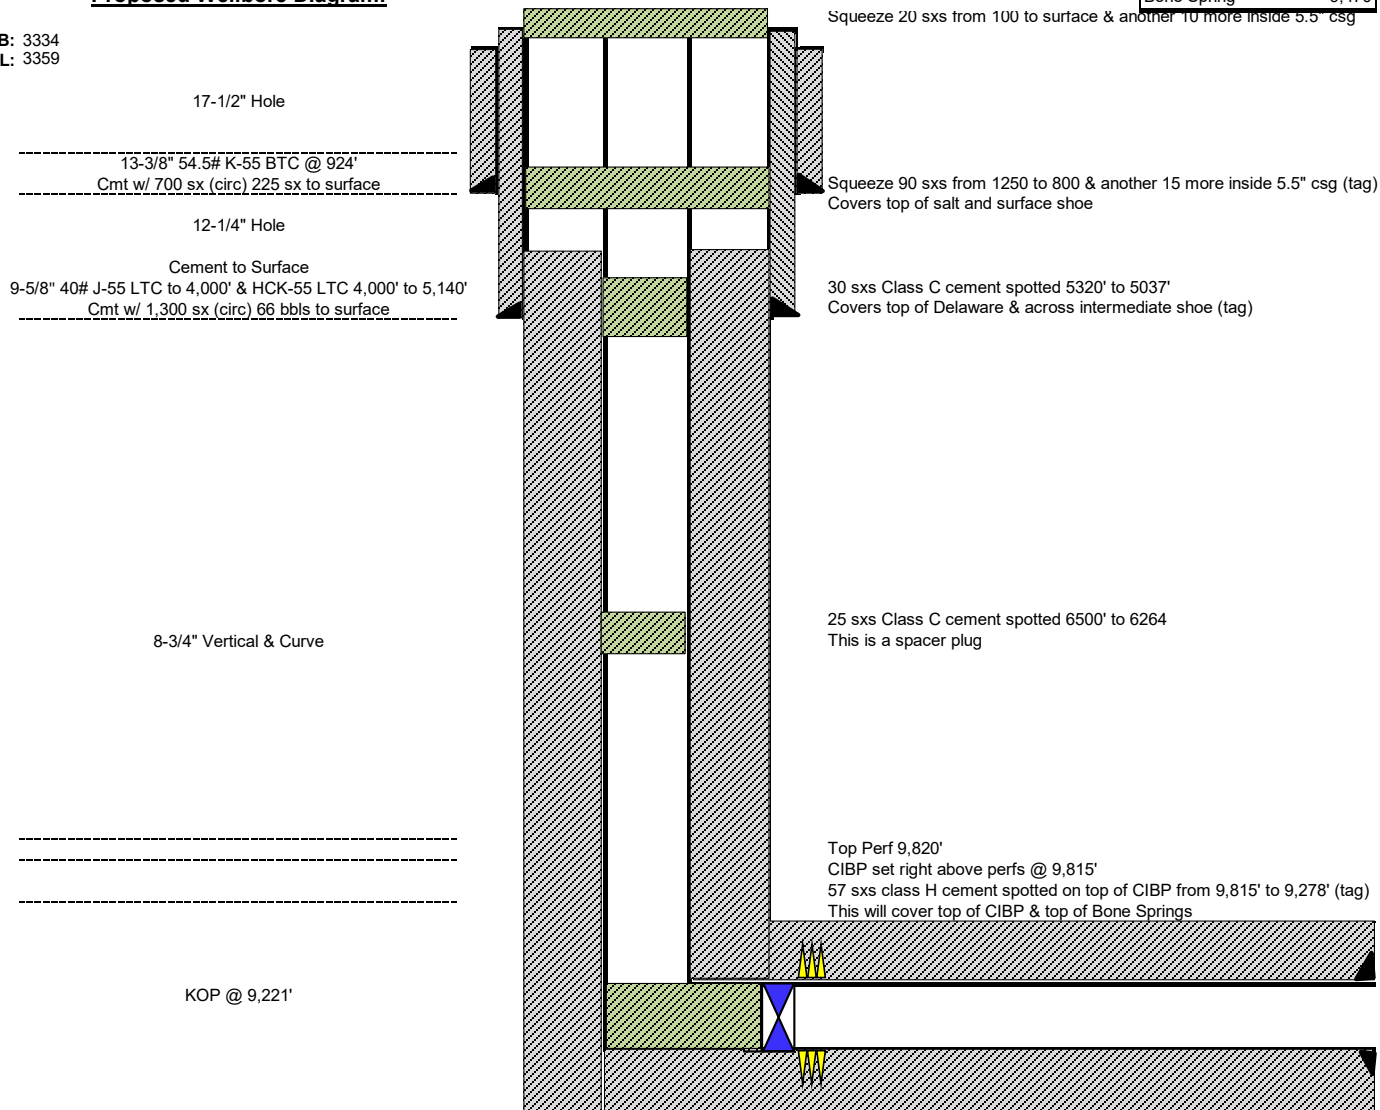 Proposed Wellbore Diagram:
Bone Spring
Squeeze 20 sxs from 100 to surface & another 10 more inside 5.5" csg
B: 3334
L: 3359
17-1/2" Hole
13-3/8" 54.5# K-55 BTC @ 924'
Cmt w/ 700 sx (circ) 225 sx to surface
Squeeze 90 sxs from 1250 to 800 & another 15 more inside 5.5" csg (tag)
Covers top of salt and surface shoe
12-1/4" Hole
Cement to Surface
9-5/8" 40# J-55 LTC to 4,000' & HCK-55 LTC 4,000' to 5,140'
Cmt w/ 1,300 sx (circ) 66 bbls to surface
30 sxs Class C cement spotted 5320' to 5037'
Covers top of Delaware & across intermediate shoe (tag)
25 sxs Class C cement spotted 6500' to 6264
This is a spacer plug
8-3/4" Vertical & Curve
Top Perf 9,820'
CIBP set right above perfs @ 9,815'
57 sxs class H cement spotted on top of CIBP from 9,815' to 9,278' (tag)
This will cover top of CIBP & top of Bone Springs
KOP @ 9,221'